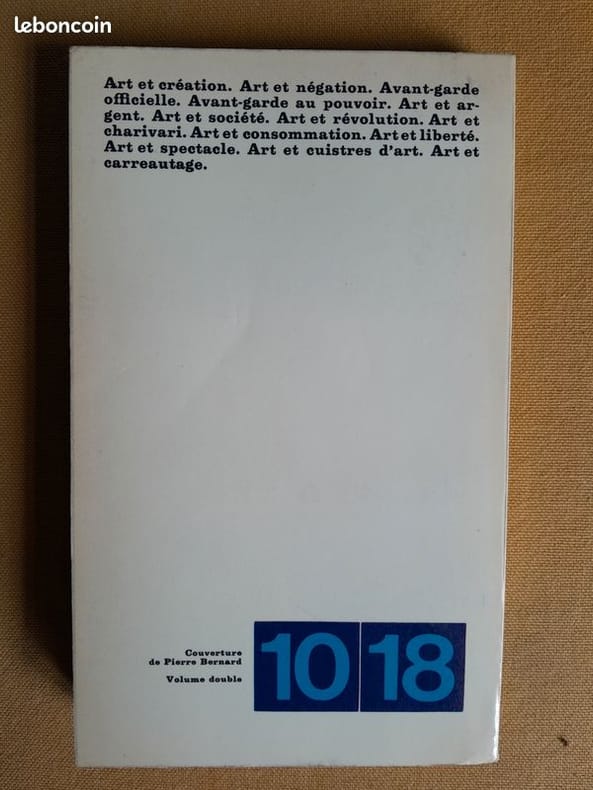 leboncoin
Art et création. Art et négation. Avant-garde
officielle. Avant-garde au pouvoir. Art et ar-
gent. Art et société. Art et révolution. Art et
charivari. Art et consommation. Art et liberté.
Art et spectacle. Art et cuistres d'art. Art et
carreautage.
Couverture
de Pierre Bernard
Volume double
10 18